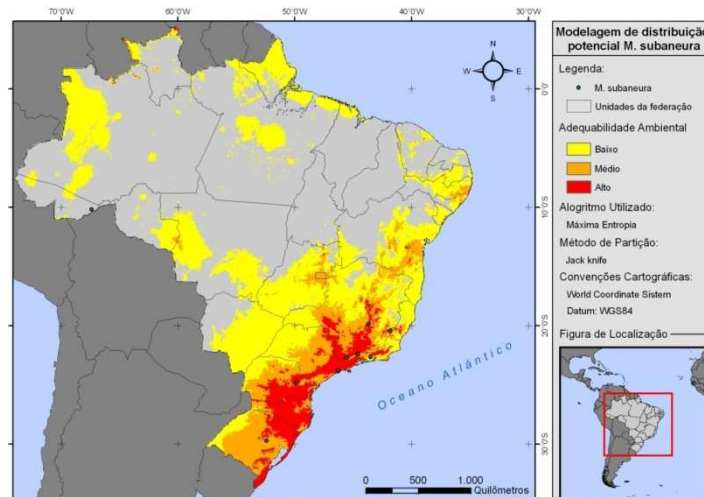 70°0'W
60°0'W
50°0'W
40°0'W
30°0'W
N
W E
S
0°0'
10°0'S
20°0'S
30°0'S
Oceano Atlântico
0 500 1.000
Quilômetros
Modelagem de distribuição
potencial M. subaneura
Legenda:
M. subaneura
Unidades da federação
Adequabilidade Ambiental
Baixo
Médio
Alto
Alogritmo Utilizado:
Máxima Entropia
Método de Partição:
Jack knife
Convenções Cartográficas:
World Coordinate Sistem
Datum: WGS84
Figura de Localização